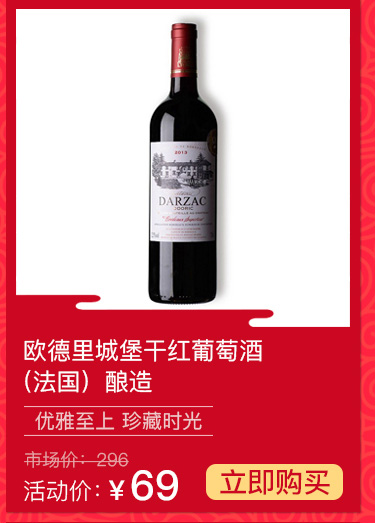 2015
DARZAC
欧德里城堡干红葡萄酒
(法国) 酿造
优雅至上 珍藏时光
市场价：296
活动价：¥69
立即购买